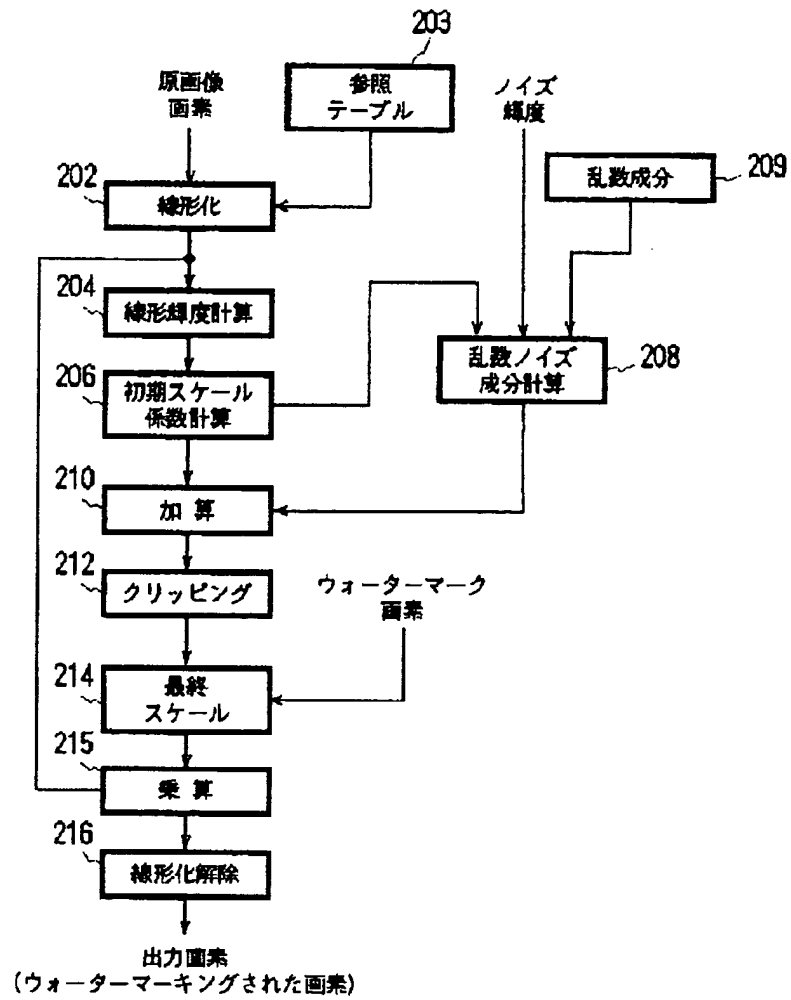 203
原画像
画素
参照
テーブル
ノイズ
輝度
202
線形化
乱数成分
209
204
線形輝度計算
206
初期スケール
係数計算
乱数ノイズ
成分計算
208
210
加 算
212
クリッピング
ウォーターマーク
画素
214
最終
スケール
215
乗 算
216
線形化解除
出力画素
(ウォーターマーキングされた画素)